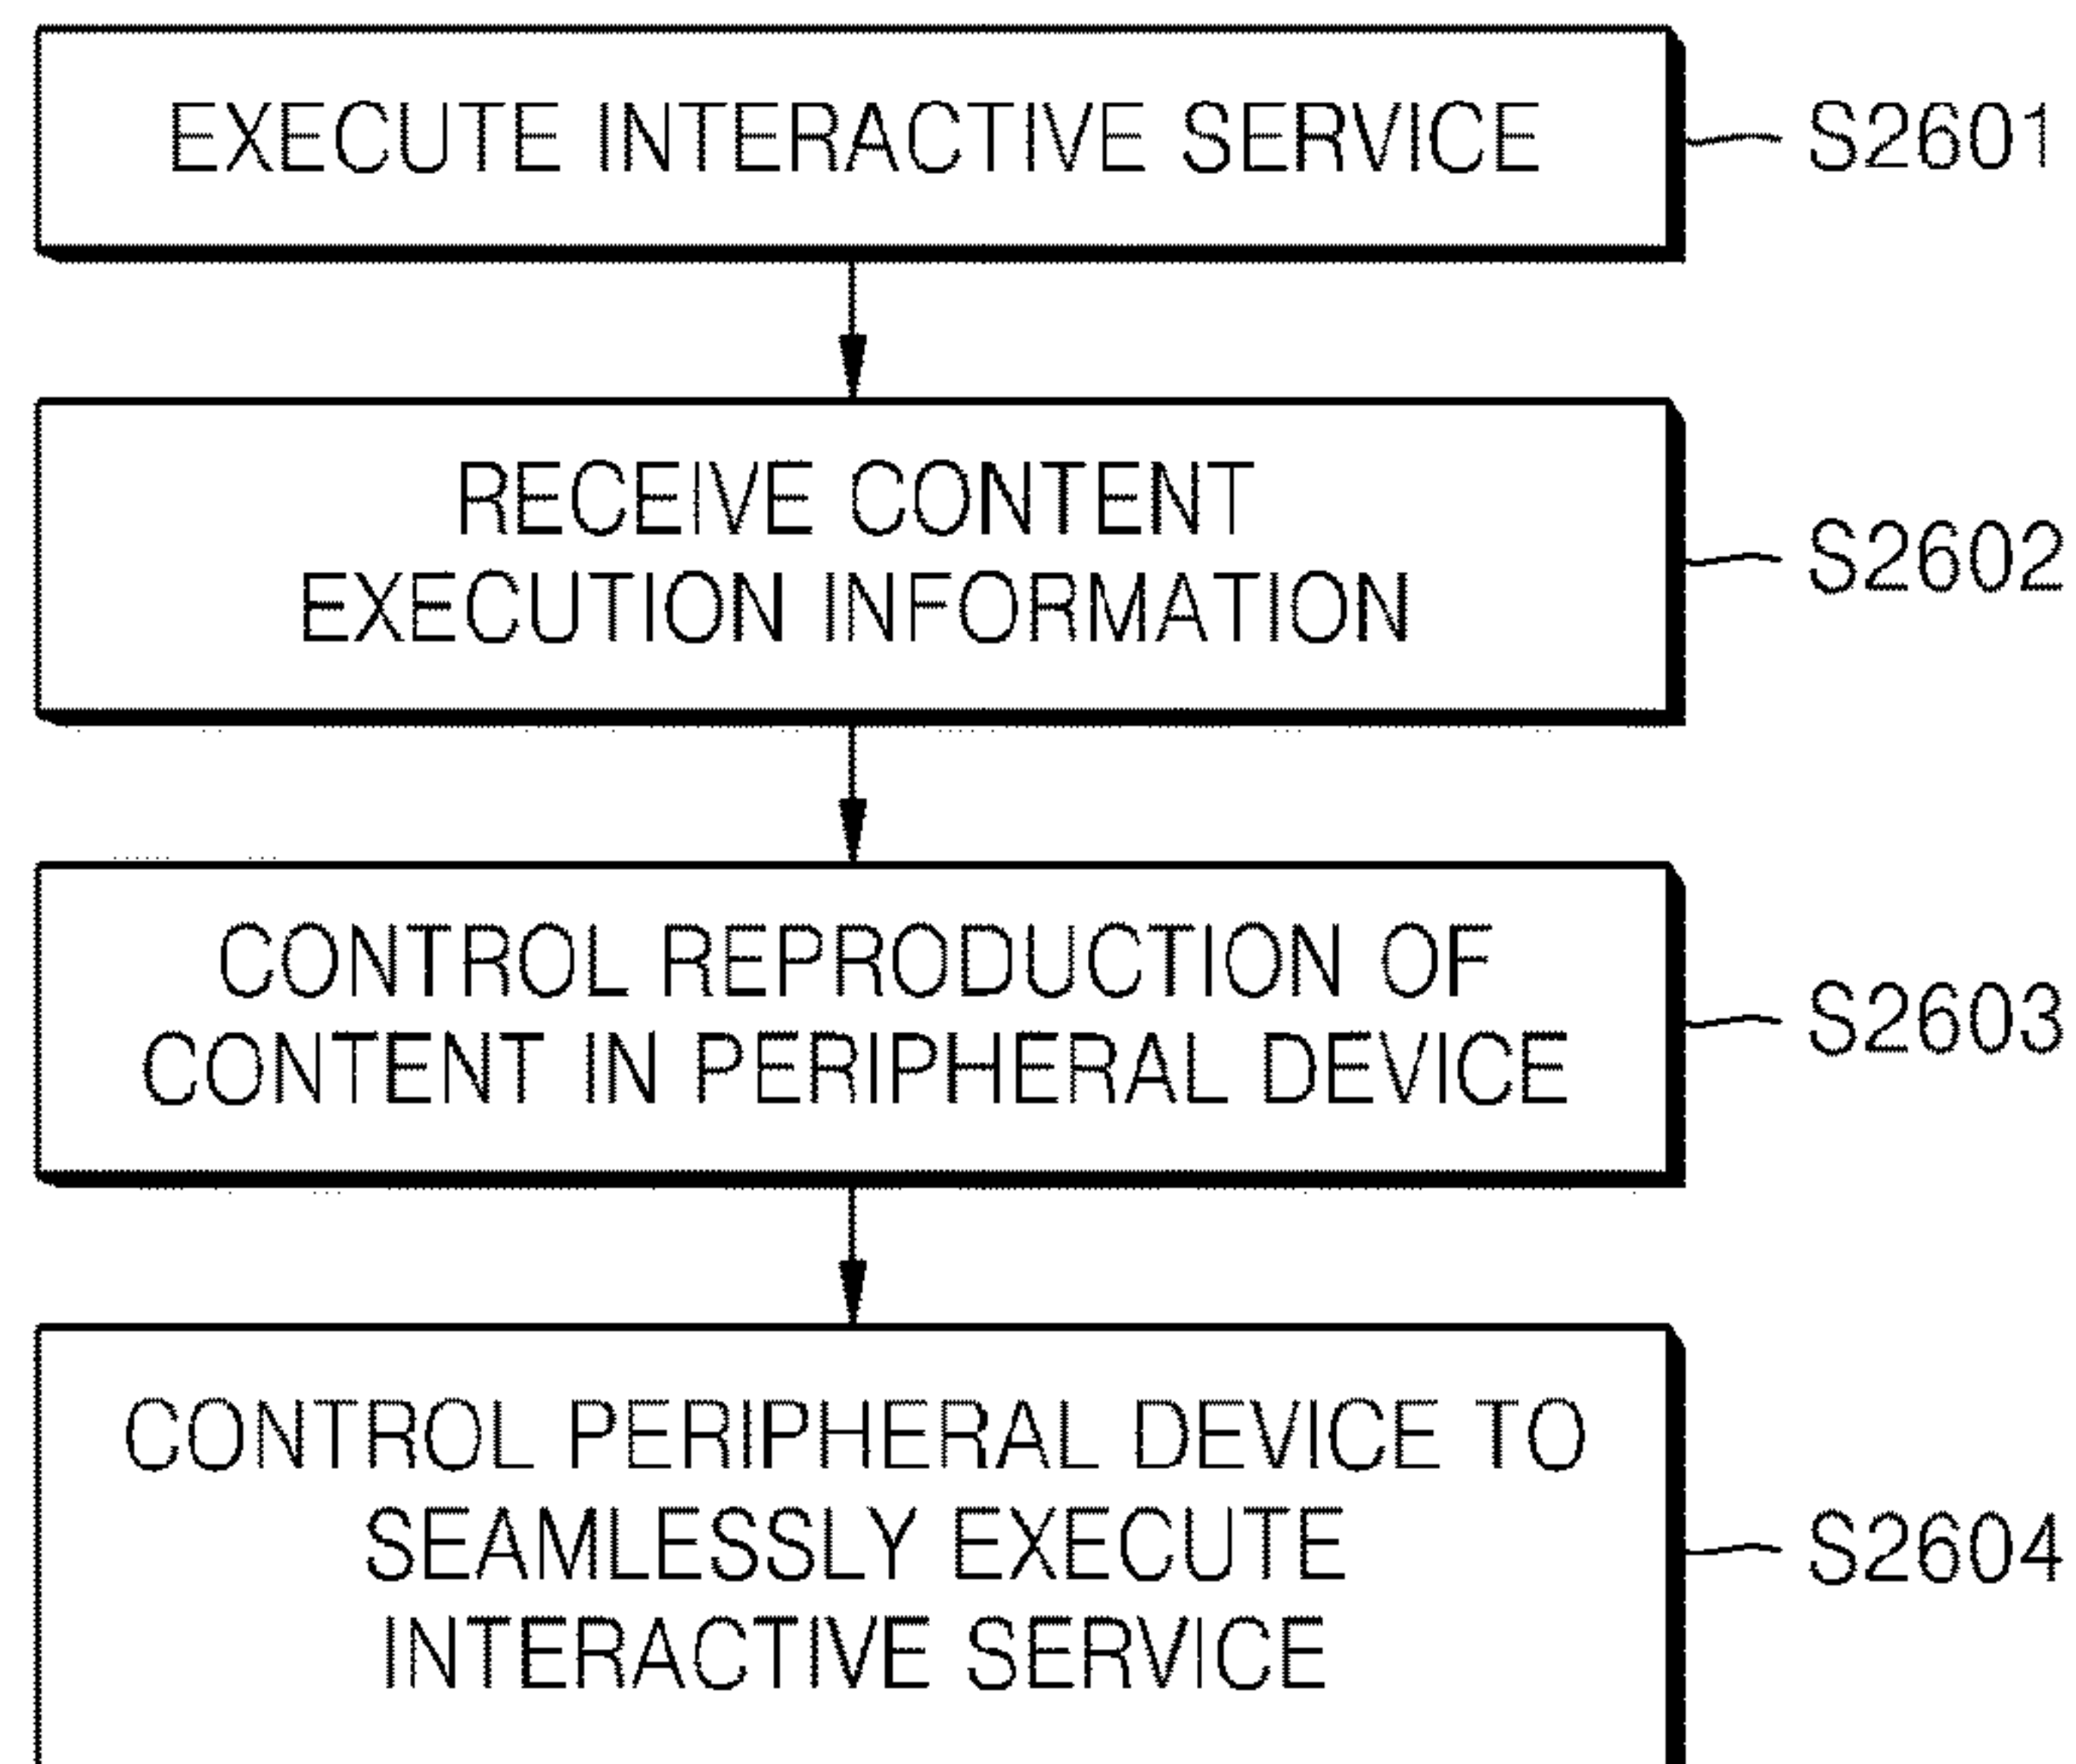 EXECUTE INTERACTIVE SERVICE
S2601
RECEIVE CONTENT
EXECUTION INFORMATION
S2602
CONTROL REPRODUCTION OF
CONTENT IN PERIPHERAL DEVICE
S2603
CONTROL PERIPHERAL DEVICE TO
SEAMLESSLY EXECUTE
INTERACTIVE SERVICE
S2604